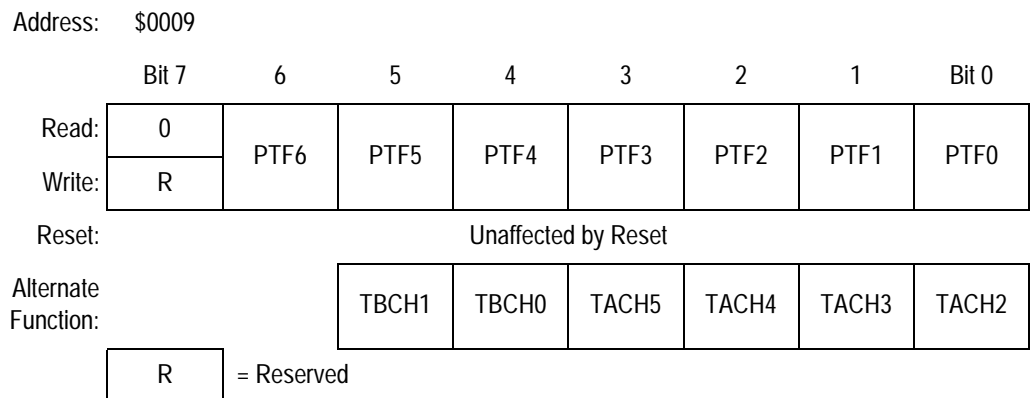 Address: $0009
Bit 7 6 5 4 3 2 1 Bit 0
Read: 0 PTF6 PTF5 PTF4 PTF3 PTF2 PTF1 PTF0
Write: R
Reset: Unaffected by Reset
Alternate
Function: TBCH1 TBCH0 TACH5 TACH4 TACH3 TACH2
R = Reserved